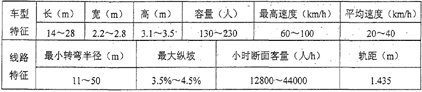 车型特征 长（m） 宽（m） 高（m） 容量（人） 最高速度（km/h） 平均速度（km/h）
14~28 2.2~2.8 3.1~3.5 130~230 60~100 20~40
线路特征 最小转弯半径（m） 最大纵坡 小时断面客量（人/h） 轨距（m）
11~50 3.5%~4.5% 12800~44000 1.435